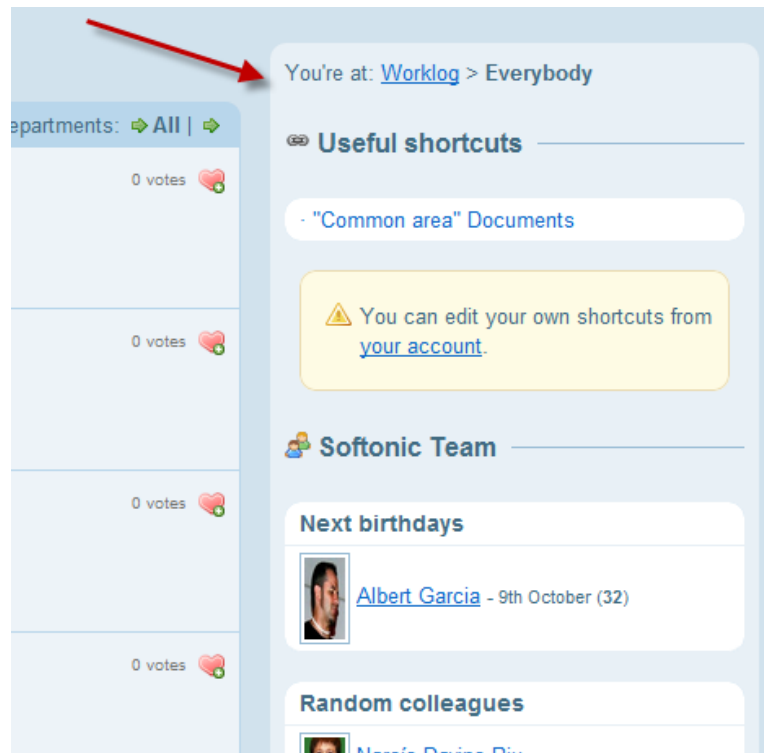 You're at: Worklog > Everybody
epartments: All |
0 votes
0 votes
0 votes
0 votes
Useful shortcuts
· "Common area" Documents
You can edit your own shortcuts from
your account.
Softonic Team
Next birthdays
Albert Garcia - 9th October (32)
Random colleagues